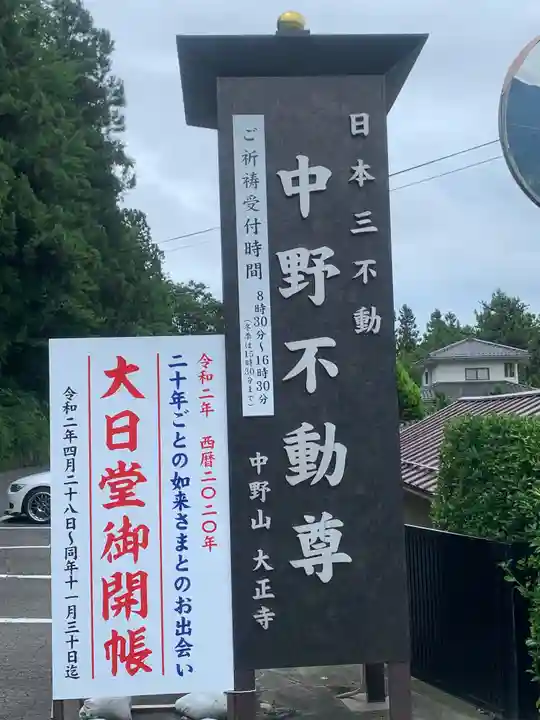 日本三不動
中野不動尊
ご祈祷受付時間
8時30分～16時30分
(冬季は15時30分まで)
中野山 大正寺
令和二年 西暦二〇二〇年
二十年ごとの如来さまとのお出会い
大日堂御開帳
令和二年四月二十八日～同年十一月三十日迄